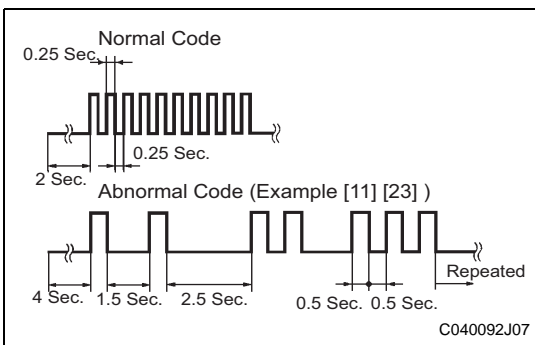 Normal Code
0.25 Sec.
0.25 Sec.
2 Sec.
Abnormal Code (Example [11] [23] )
Repeated
4 Sec. 1.5 Sec. 2.5 Sec. 0.5 Sec. 0.5 Sec.
C040092J07